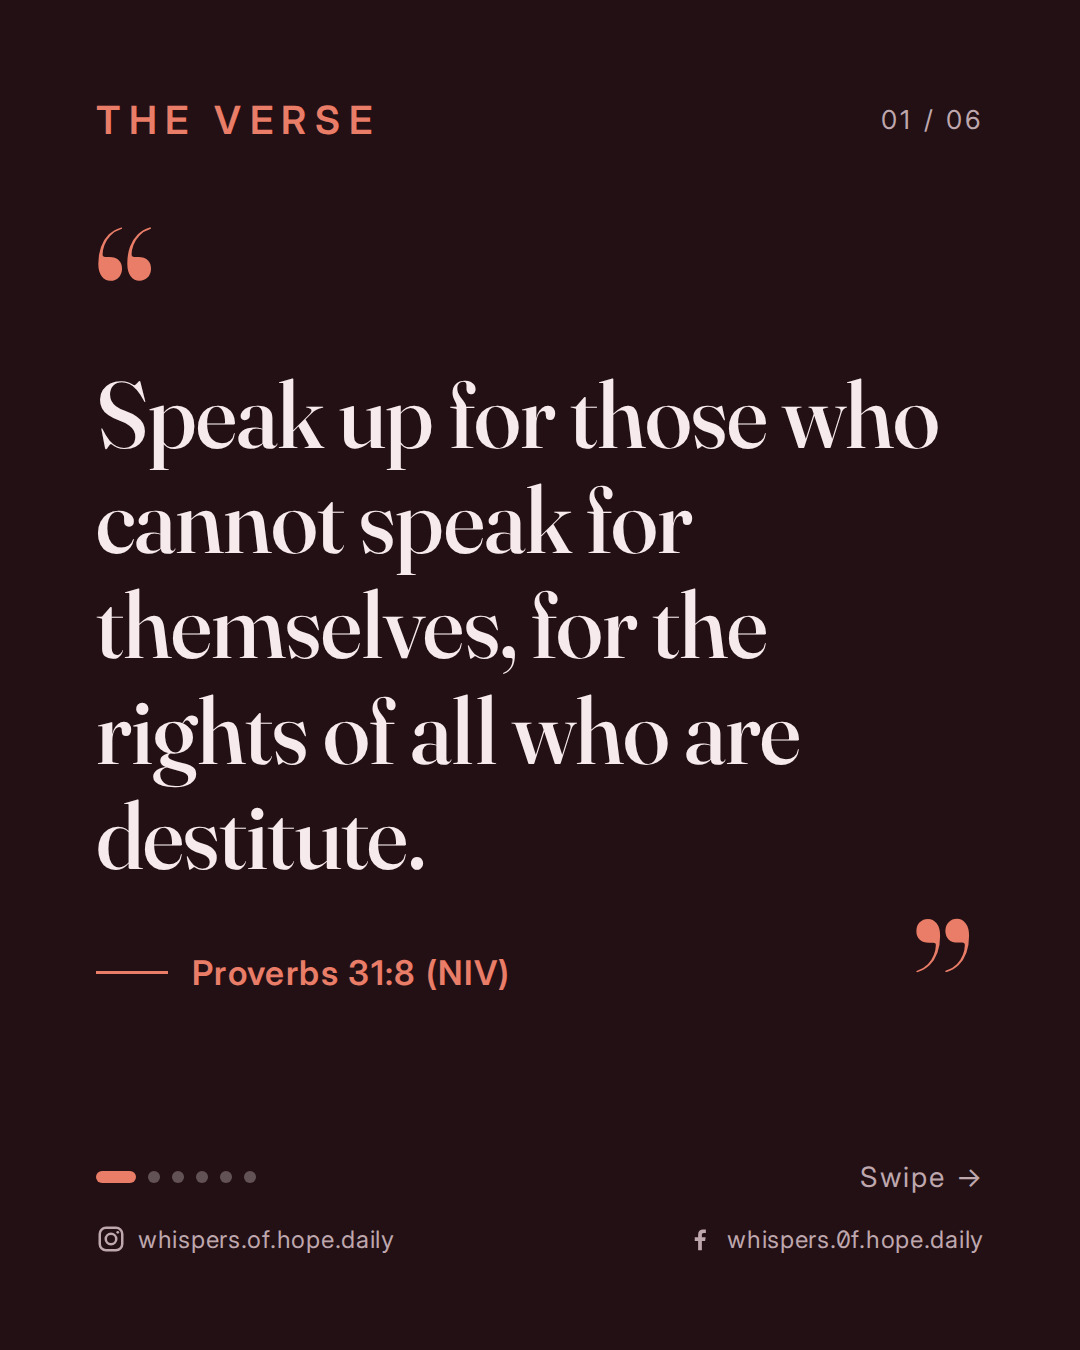 THE VERSE
01 / 06
“
Speak up for those who
cannot speak for
themselves, for the
rights of all who are
destitute.
”
— Proverbs 31:8 (NIV)
Swipe →
whispers.of.hope.daily
whispers.0f.hope.daily